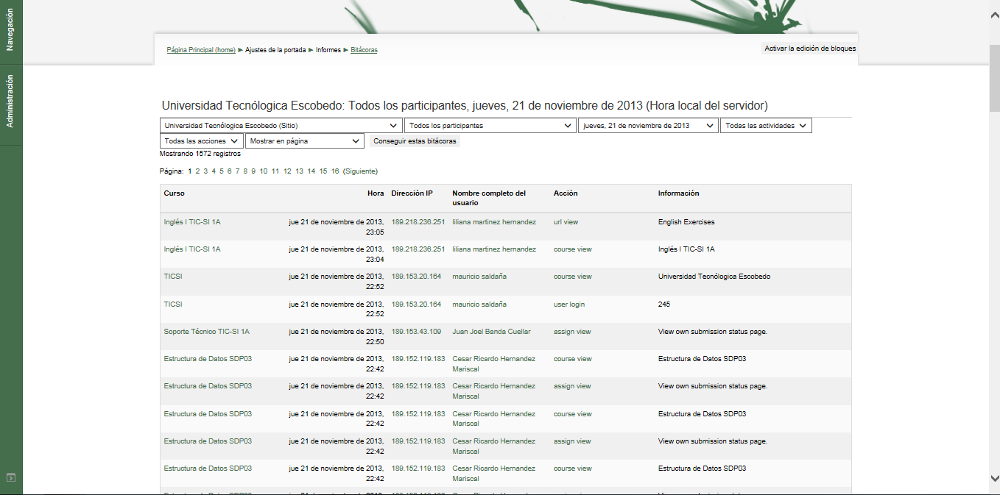 Navegación
Administración
Página Principal (home) ► Ajustes de la portada ► Informes ► Bitácoras
Activar la edición de bloques
Universidad Tecnólogica Escobedo: Todos los participantes, jueves, 21 de noviembre de 2013 (Hora local del servidor)
Universidad Tecnólogica Escobedo (Sitio) Todos los participantes jueves, 21 de noviembre de 2013 Todas las actividades
Todas las acciones Mostrar en página Conseguir estas bitácoras
Mostrando 1572 registros
Página: 1 2 3 4 5 6 7 8 9 10 11 12 13 14 15 16 (Siguiente)
Curso Hora Dirección IP Nombre completo del Acción Información
usuario
Inglés I TIC-SI 1A jue 21 de noviembre de 2013, 189.218.236.251 liliana martinez hernandez url view English Exercises
23:05
Inglés I TIC-SI 1A jue 21 de noviembre de 2013, 189.218.236.251 liliana martinez hernandez course view Inglés I TIC-SI 1A
23:04
TICSI jue 21 de noviembre de 2013, 189.153.20.164 mauricio saldaña course view Universidad Tecnólogica Escobedo
22:52
TICSI jue 21 de noviembre de 2013, 189.153.20.164 mauricio saldaña user login 245
22:52
Soporte Técnico TIC-SI 1A jue 21 de noviembre de 2013, 189.153.43.109 Juan Joel Banda Cuellar assign view View own submission status page.
22:50
Estructura de Datos SDP03 jue 21 de noviembre de 2013, 189.152.119.183 Cesar Ricardo Hernandez course view Estructura de Datos SDP03
22:42 Mariscal
Estructura de Datos SDP03 jue 21 de noviembre de 2013, 189.152.119.183 Cesar Ricardo Hernandez assign view View own submission status page.
22:42 Mariscal
Estructura de Datos SDP03 jue 21 de noviembre de 2013, 189.152.119.183 Cesar Ricardo Hernandez course view Estructura de Datos SDP03
22:42 Mariscal
Estructura de Datos SDP03 jue 21 de noviembre de 2013, 189.152.119.183 Cesar Ricardo Hernandez assign view View own submission status page.
22:42 Mariscal
Estructura de Datos SDP03 jue 21 de noviembre de 2013, 189.152.119.183 Cesar Ricardo Hernandez course view Estructura de Datos SDP03
22:42 Mariscal